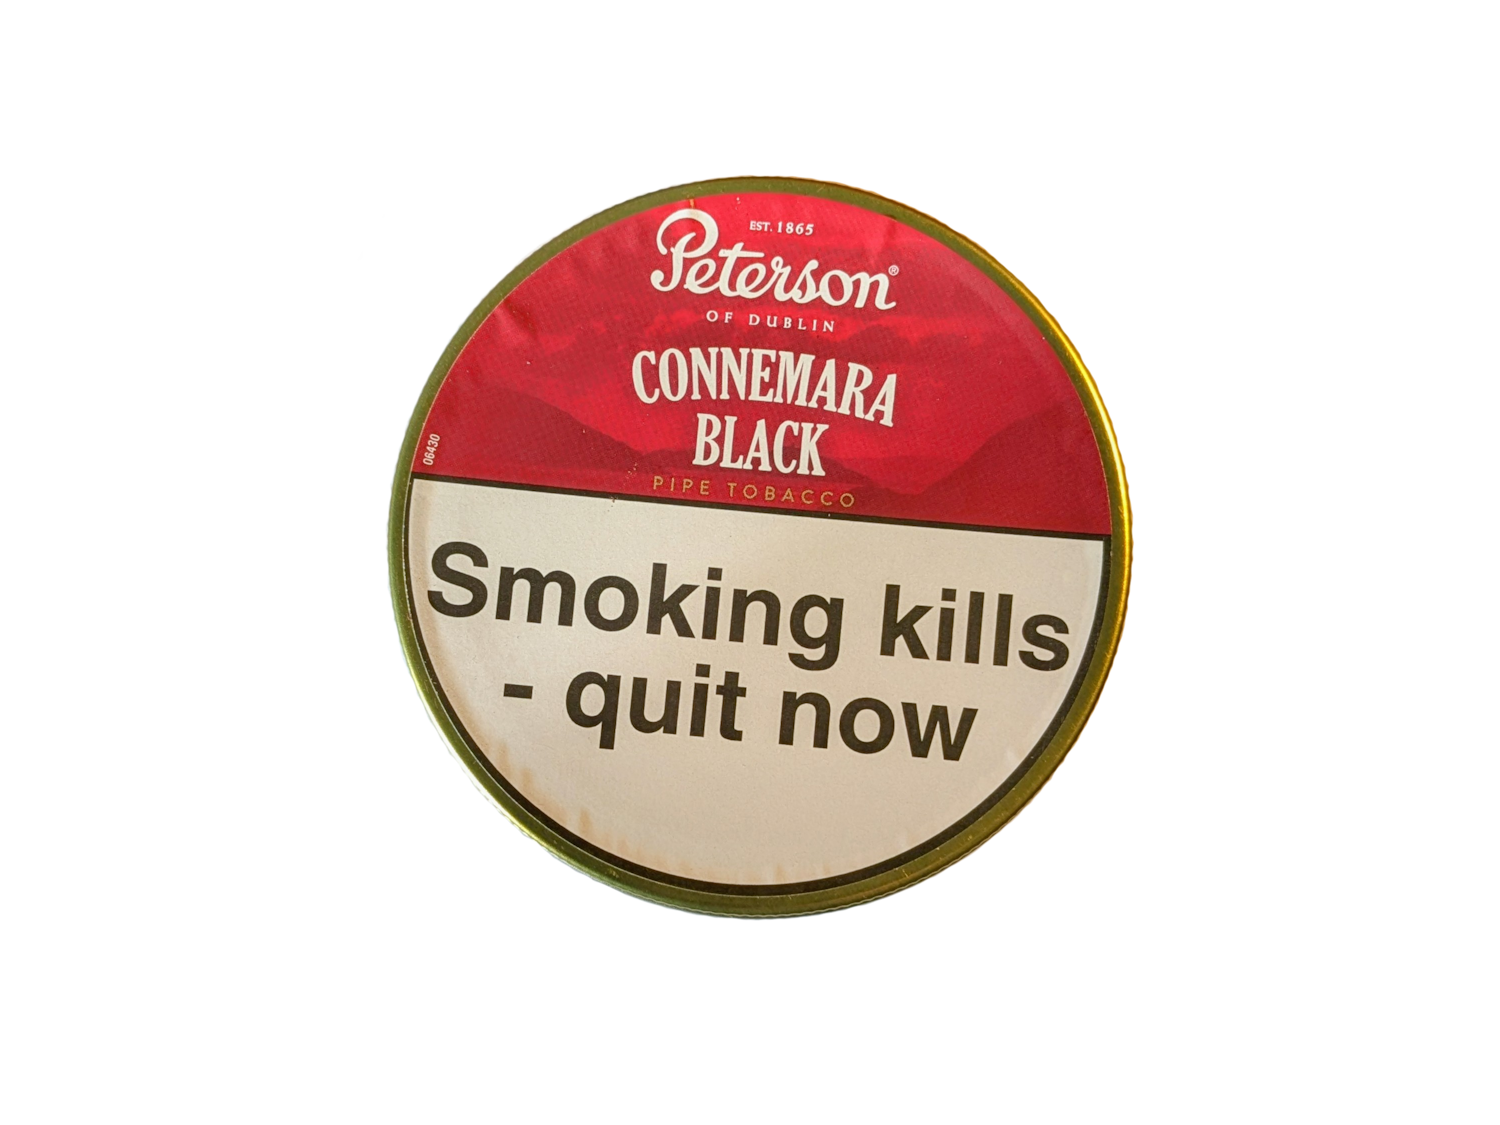 EST. 1865
Peterson®
OF DUBLIN
CONNEMARA
BLACK
PIPE TOBACCO
06430
Smoking kills
- quit now